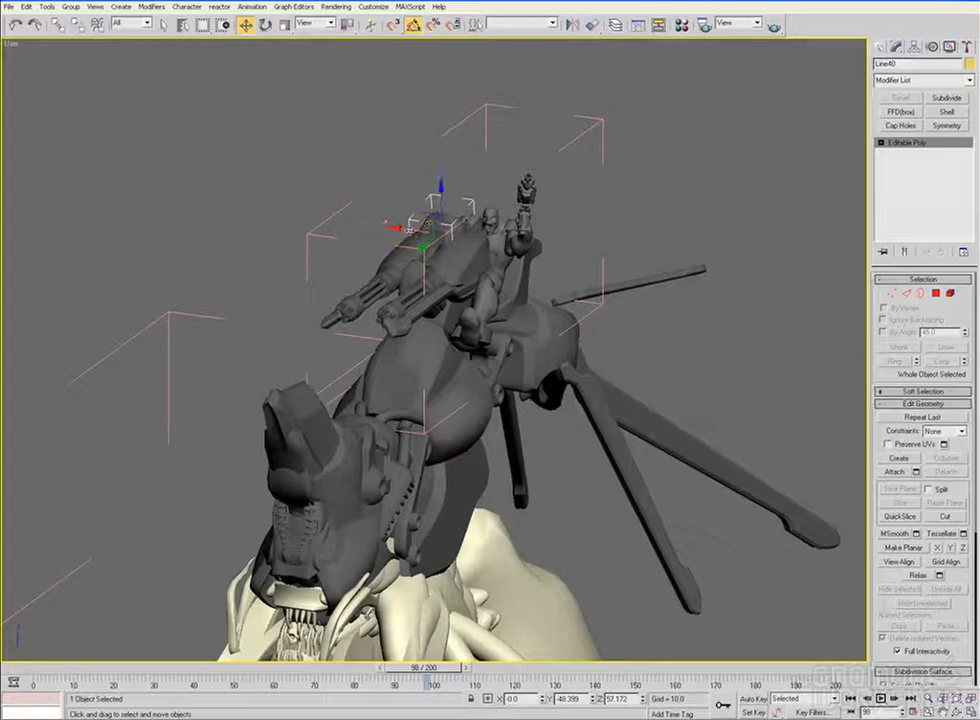 File Edit Tools Group Views Create Modifiers Character reactor Animation Graph Editors Rendering Customize MAXScript Help
All View View
User
Line40
Modifier List
Subdivide
FFD(box) Shell
Cap Holes Symmetry
Editable Poly
Selection
By Vertex
Ignore Backfacing
By Angle: 45.0
Shrink Grow
Ring Loop
Whole Object Selected
Soft Selection
Edit Geometry
Repeat Last
Constraints: None
Preserve UVs
Create Collapse
Attach Detach
Slice Plane Split
Slice Reset Plane
QuickSlice Cut
MSmooth Tessellate
Make Planar X Y Z
View Align Grid Align
Relax
Hide Selected Unhide All
Hide Unselected
Named Selections:
Copy Paste
Delete Isolated Vertices
Full Interactivity
Subdivision Surface
98 / 200
0 10 20 30 40 50 60 70 80 90 100 110 120 130 140 150 160 170 180 190 200
1 Object Selected X: -0.0 Y: -48.399 Z: 57.172 Grid = 10.0 Auto Key Selected
Click and drag to select and move objects Add Time Tag Set Key Key Filters... 98